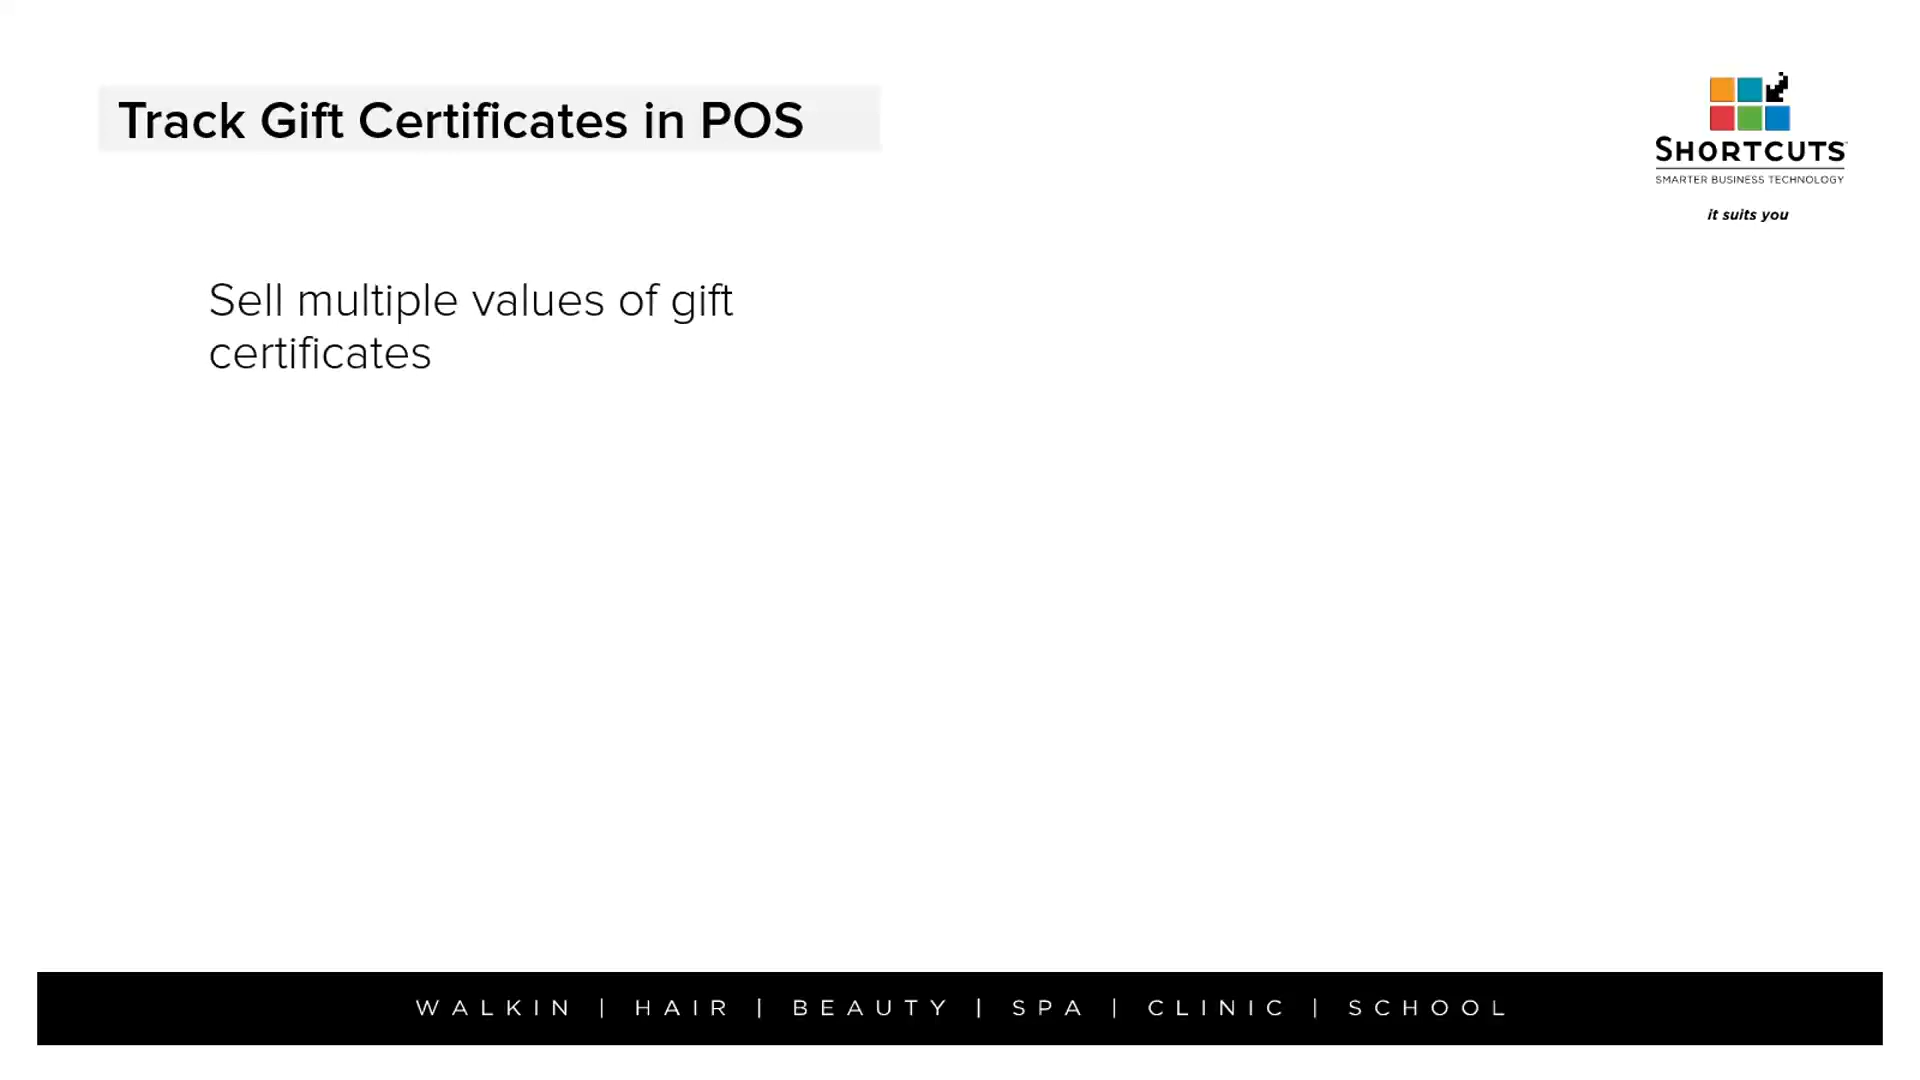 Track Gift Certificates in POS
SHORTCUTS
SMARTER BUSINESS TECHNOLOGY
it suits you
Sell multiple values of gift
certificates
WALKIN | HAIR | BEAUTY | SPA | CLINIC | SCHOOL